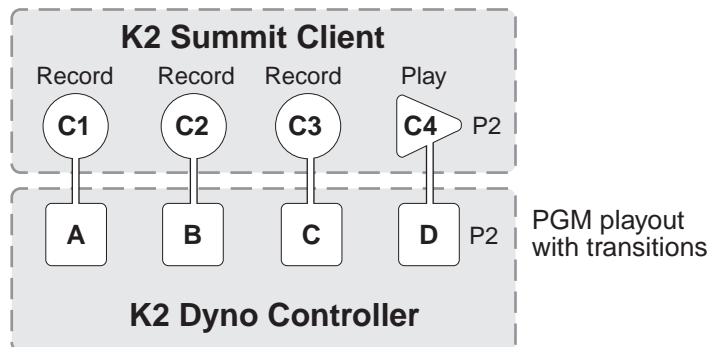 K2 Summit Client
Record Record Record Play
C1 C2 C3 C4 P2
A B C D P2
PGM playout
with transitions
K2 Dyno Controller